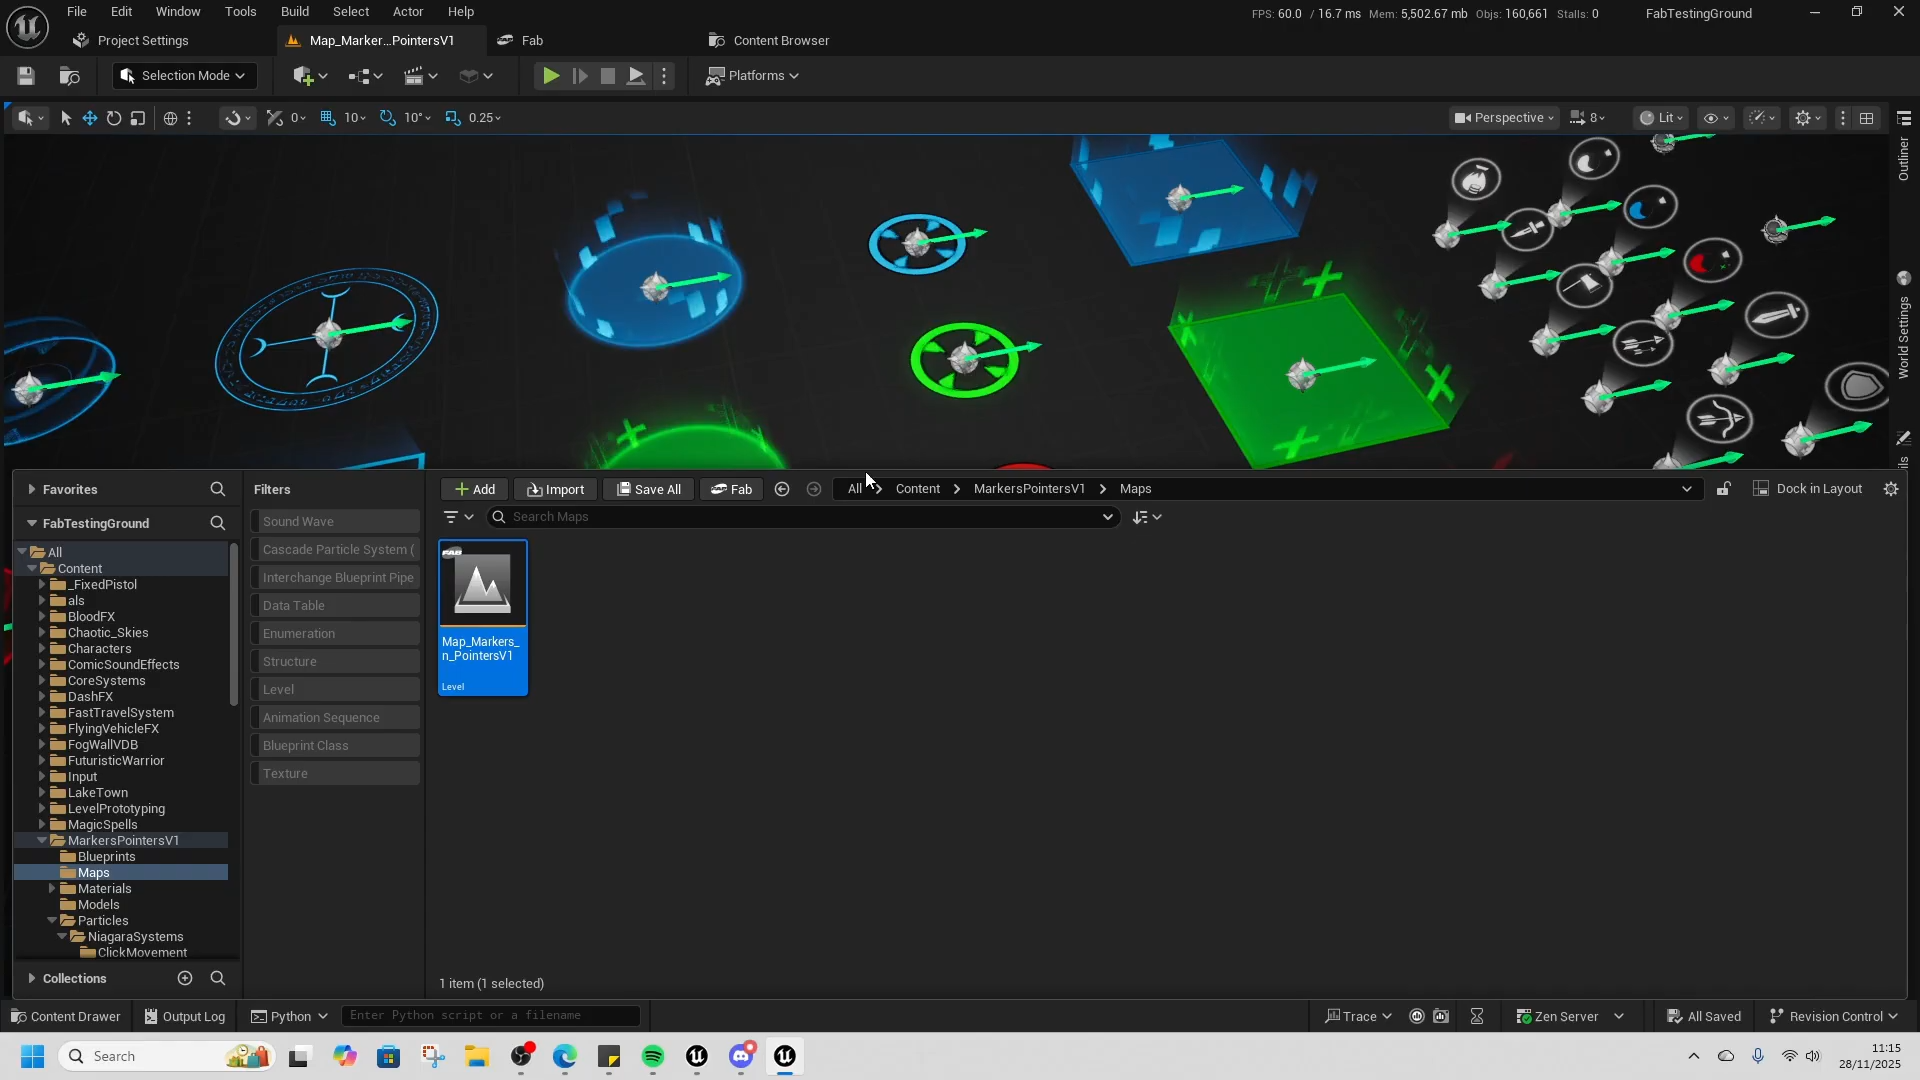 File Edit Window Tools Build Select Actor Help
FPS: 60.0 / 16.7 ms Mem: 5,502.67 mb Objs: 160,661 Stalls: 0
FabTestingGround
Project Settings
Map_Marker...PointersV1
Fab
Content Browser
Selection Mode
Platforms
0 10 10° 0.25
Perspective 8 Lit
Outliner
World Settings
Favorites
Filters
Add Import Save All Fab
All > Content > MarkersPointersV1 > Maps
Dock in Layout
FabTestingGround
Search Maps
All
Content
_FixedPistol
als
BloodFX
Chaotic_Skies
Characters
ComicSoundEffects
CoreSystems
DashFX
FastTravelSystem
FlyingVehicleFX
FogWallVDB
FuturisticWarrior
Input
LakeTown
LevelPrototyping
MagicSpells
MarkersPointersV1
Blueprints
Maps
Materials
Models
Particles
NiagaraSystems
ClickMovement
Collections
Sound Wave
Cascade Particle System (
Interchange Blueprint Pipe
Data Table
Enumeration
Structure
Level
Animation Sequence
Blueprint Class
Texture
FAB
Map_Markers_
n_PointersV1
Level
1 item (1 selected)
Content Drawer
Output Log
Python
Enter Python script or a filename
Trace
Zen Server
All Saved
Revision Control
Search
11:15
28/11/2025